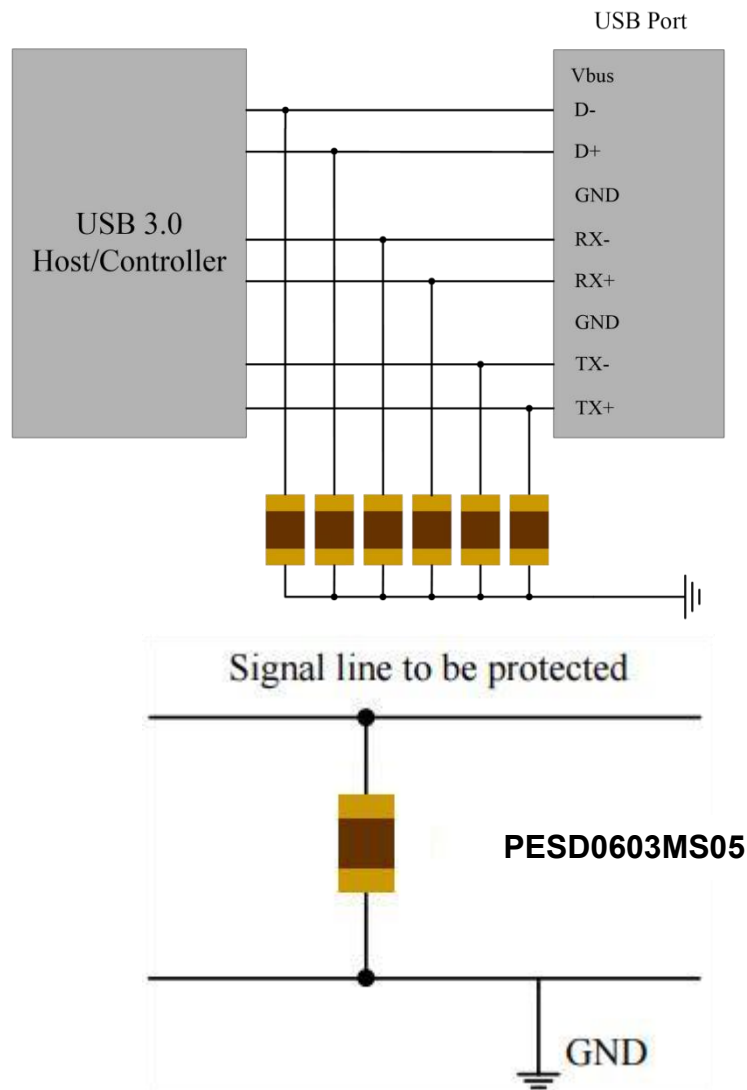 USB Port
Vbus
D-
D+
GND
USB 3.0
Host/Controller
RX-
RX+
GND
TX-
TX+
Signal line to be protected
PESD0603MS05
GND